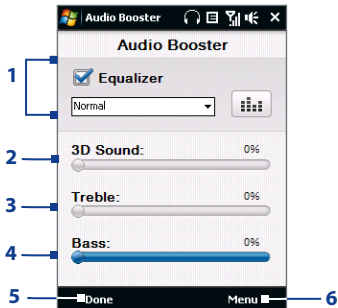 Audio Booster
Audio Booster
1
Equalizer
Normal
2
3D Sound: 0%
3
Treble: 0%
4
Bass: 0%
5
Done Menu
6